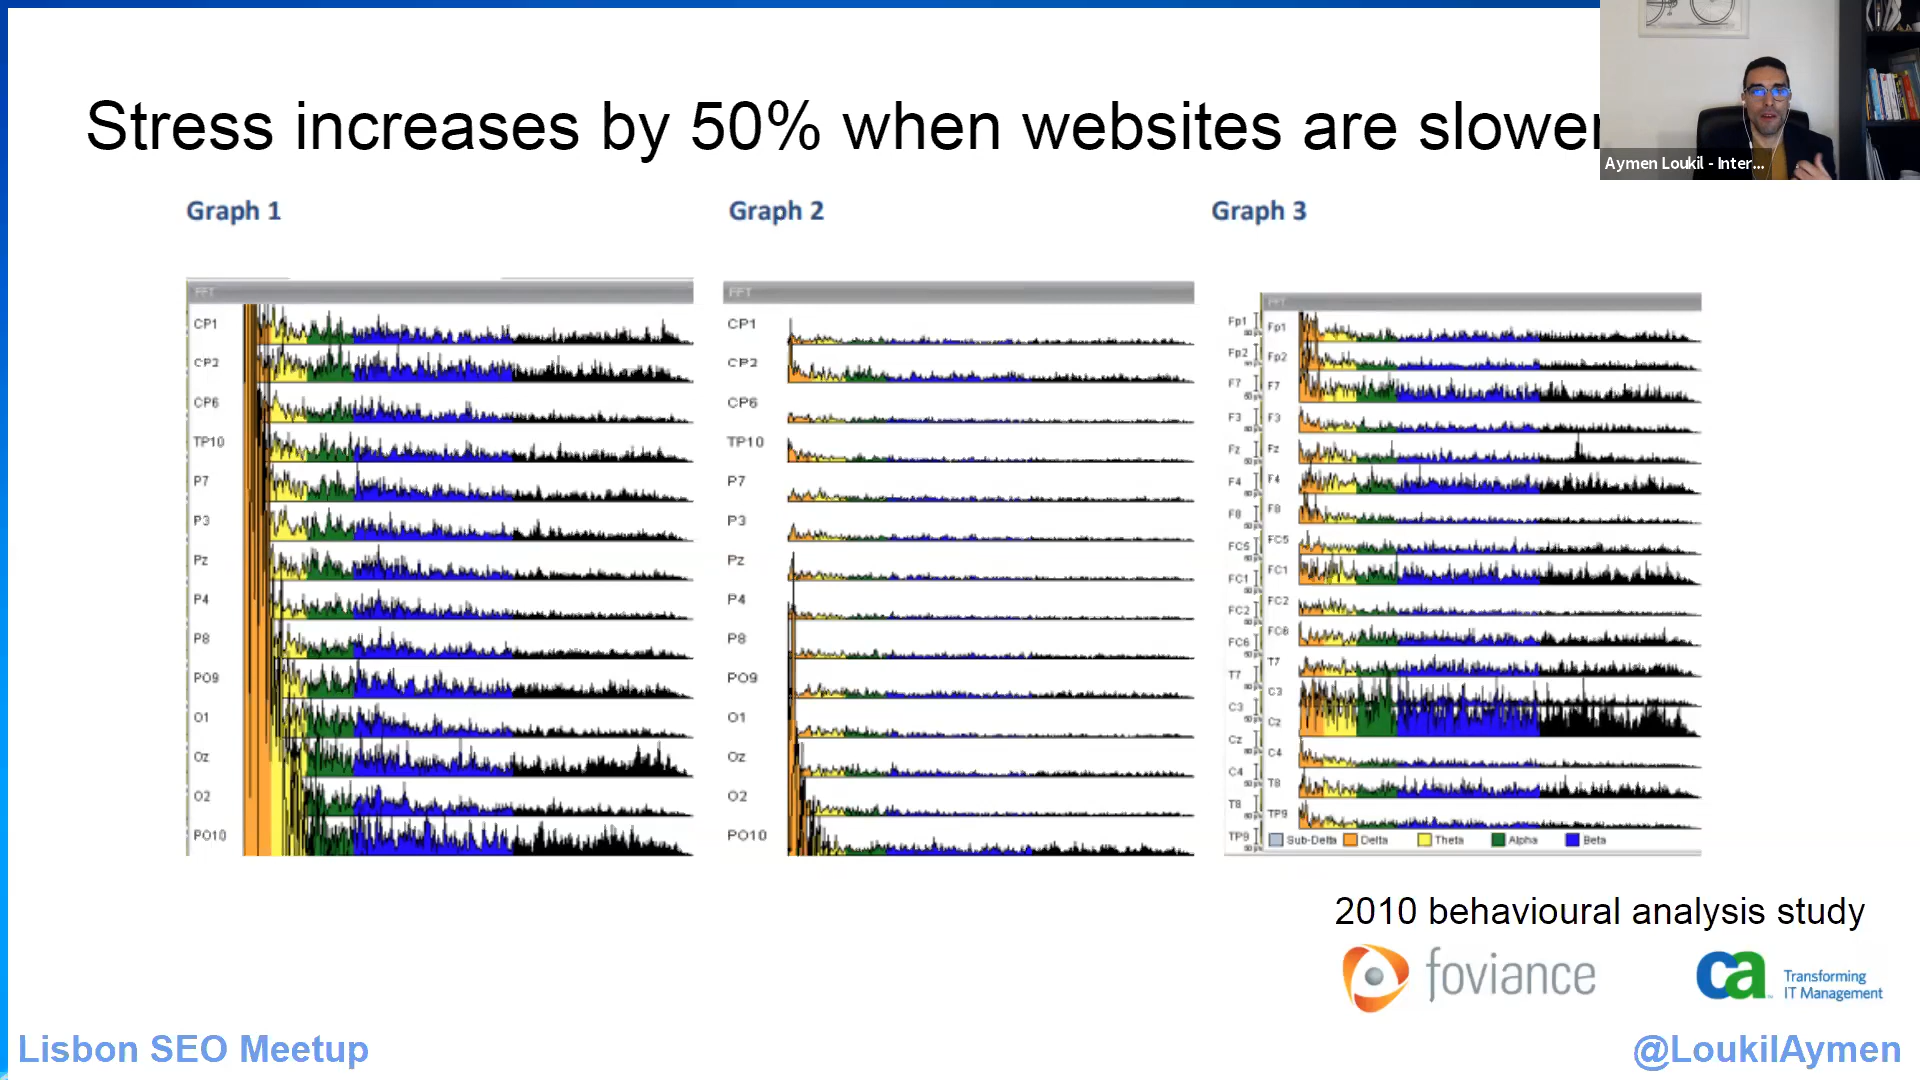 Stress increases by 50% when websites are slower
Aymen Loukil - Inter...
Graph 1
Graph 2
Graph 3
FFT
CP1
CP2
CP6
TP10
P7
P3
Pz
P4
P8
PO9
O1
Oz
O2
PO10
FFT
CP1
CP2
CP6
TP10
P7
P3
Pz
P4
P8
PO9
O1
Oz
O2
PO10
FFT
Fp1
Fp2
F7
F3
Fz
F4
F8
FC5
FC1
FC2
FC6
T7
C3
Cz
C4
T8
TP9
Fp1
Fp2
F7
F3
Fz
F4
F8
FC5
FC1
FC2
FC6
T7
C3
Cz
C4
T8
TP9
Sub-Delta Delta Theta Alpha Beta
2010 behavioural analysis study
foviance
ca
Transforming
IT Management
Lisbon SEO Meetup
@LoukilAymen